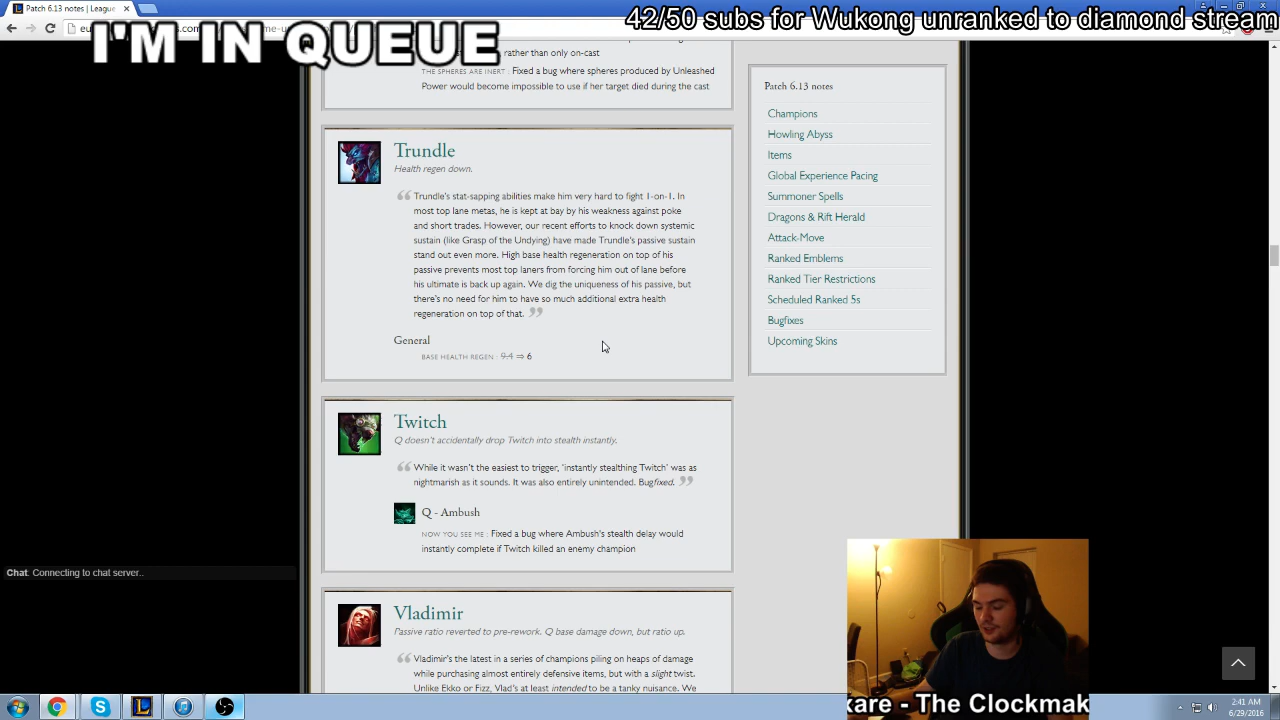 Patch 6.13 notes | League
42/50 subs for Wukong unranked to diamond stream
I'M IN QUEUE
rather than only on-cast
THE SPHERES ARE INERT : Fixed a bug where spheres produced by Unleashed
Power would become impossible to use if her target died during the cast
Trundle
Health regen down.
Trundle's stat-sapping abilities make him very hard to fight 1-on-1. In
most top lane metas, he is kept at bay by his weakness against poke
and short trades. However, our recent efforts to knock down systemic
sustain (like Grasp of the Undying) have made Trundle's passive sustain
stand out even more. High base health regeneration on top of his
passive prevents most top laners from forcing him out of lane before
his ultimate is back up again. We dig the uniqueness of his passive, but
there's no need for him to have so much additional extra health
regeneration on top of that.
General
BASE HEALTH REGEN : 9.4 ⇒ 6
Twitch
Q doesn't accidentally drop Twitch into stealth instantly.
While it wasn't the easiest to trigger, 'instantly stealthing Twitch' was as
nightmarish as it sounds. It was also entirely unintended. Bugfixed.
Q - Ambush
NOW YOU SEE ME : Fixed a bug where Ambush's stealth delay would
instantly complete if Twitch killed an enemy champion
Vladimir
Passive ratio reverted to pre-rework. Q base damage down, but ratio up.
Vladimir's the latest in a series of champions piling on heaps of damage
while purchasing almost entirely defensive items, but with a slight twist.
Unlike Ekko or Fizz, Vlad's at least intended to be a tanky nuisance. We
Patch 6.13 notes
Champions
Howling Abyss
Items
Global Experience Pacing
Summoner Spells
Dragons & Rift Herald
Attack-Move
Ranked Emblems
Ranked Tier Restrictions
Scheduled Ranked 5s
Bugfixes
Upcoming Skins
Chat: Connecting to chat server..
xare - The Clockmak
2:41 AM
6/29/2016